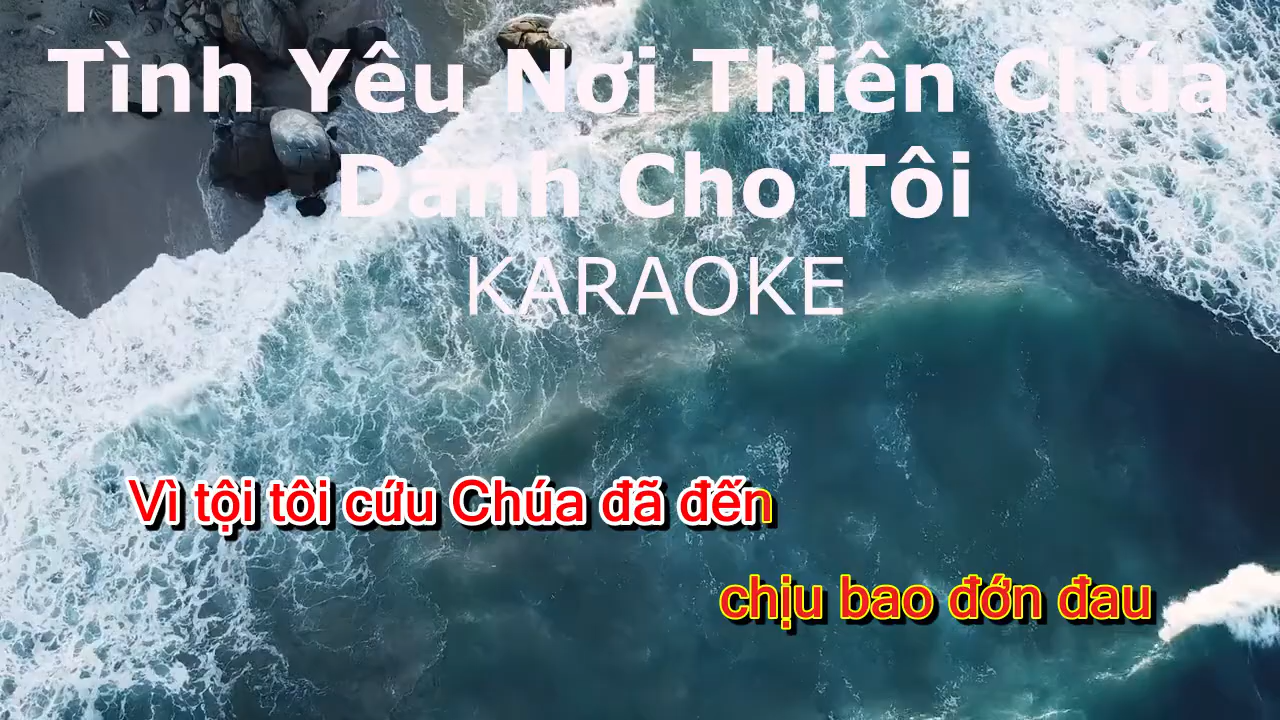 Tình Yêu Nơi Thiên Chúa
Dành Cho Tôi
KARAOKE
Vì tội tôi cứu Chúa đã đến
chịu bao đớn đau